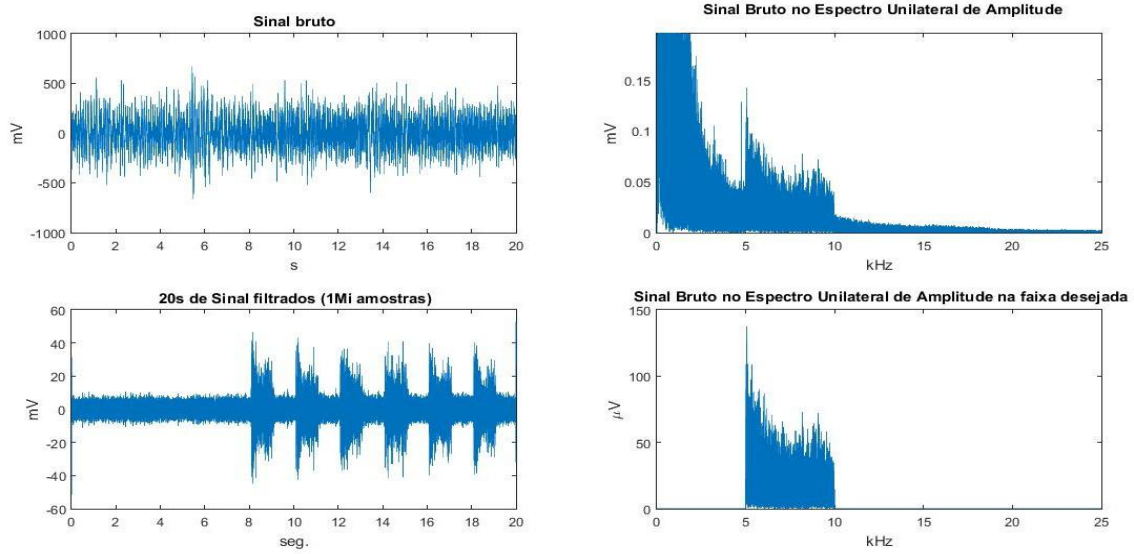 Sinal bruto
1000
500
0
-500
-1000
mV
0 2 4 6 8 10 12 14 16 18 20
s
Sinal Bruto no Espectro Unilateral de Amplitude
0.15
0.1
0.05
0
mV
0 5 10 15 20 25
kHz
20s de Sinal filtrados (1Mi amostras)
60
40
20
0
-20
-40
-60
mV
0 2 4 6 8 10 12 14 16 18 20
seg.
Sinal Bruto no Espectro Unilateral de Amplitude na faixa desejada
150
100
50
0
μV
0 5 10 15 20 25
kHz